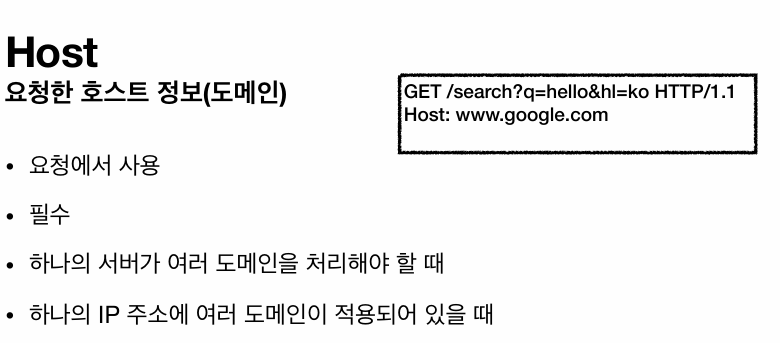 Host
요청한 호스트 정보(도메인)
GET /search?q=hello&hl=ko HTTP/1.1
Host: www.google.com
• 요청에서 사용
• 필수
• 하나의 서버가 여러 도메인을 처리해야 할 때
• 하나의 IP 주소에 여러 도메인이 적용되어 있을 때